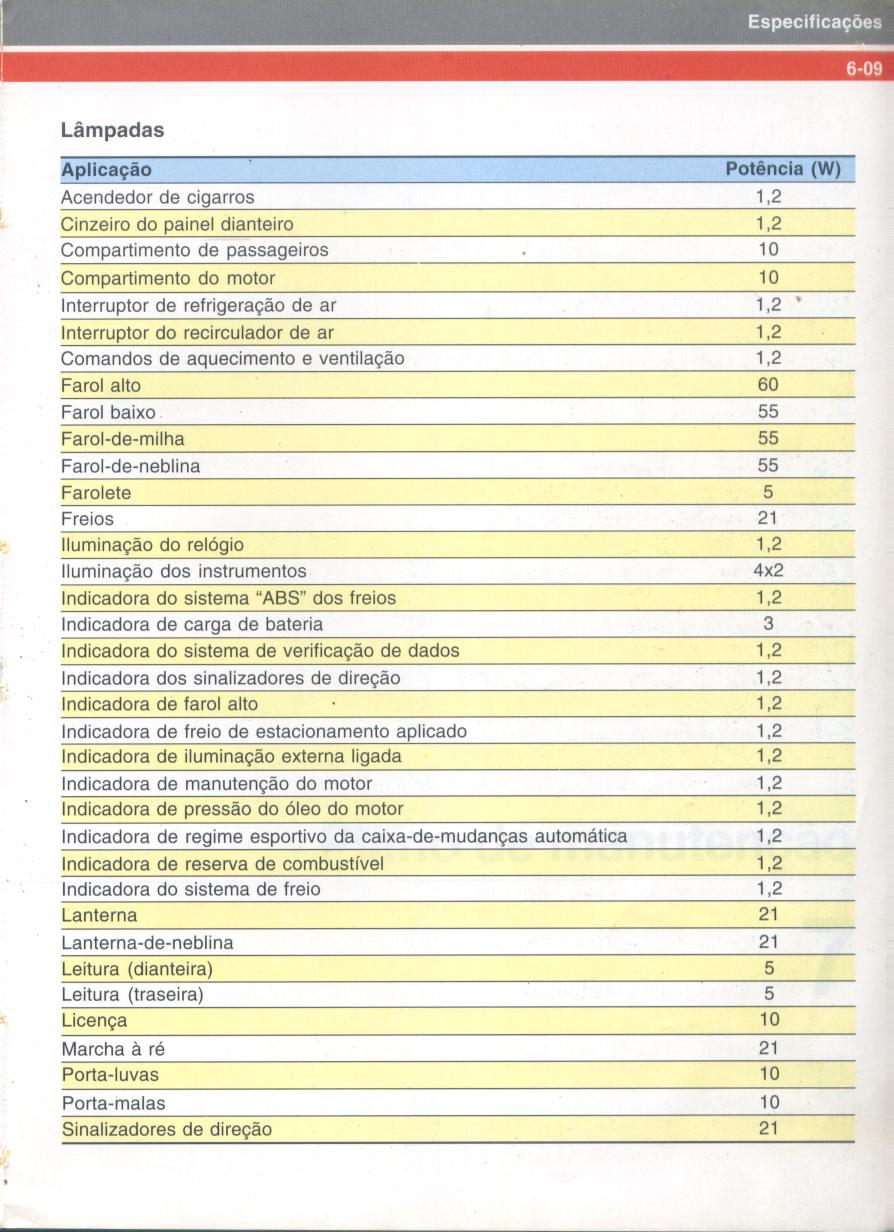 Especificações
6-09
Lâmpadas
Aplicação Potência (W)
Acendedor de cigarros 1,2
Cinzeiro do painel dianteiro 1,2
Compartimento de passageiros 10
Compartimento do motor 10
Interruptor de refrigeração de ar 1,2
Interruptor do recirculador de ar 1,2
Comandos de aquecimento e ventilação 1,2
Farol alto 60
Farol baixo 55
Farol-de-milha 55
Farol-de-neblina 55
Farolete 5
Freios 21
Iluminação do relógio 1,2
Iluminação dos instrumentos 4x2
Indicadora do sistema “ABS” dos freios 1,2
Indicadora de carga de bateria 3
Indicadora do sistema de verificação de dados 1,2
Indicadora dos sinalizadores de direção 1,2
Indicadora de farol alto 1,2
Indicadora de freio de estacionamento aplicado 1,2
Indicadora de iluminação externa ligada 1,2
Indicadora de manutenção do motor 1,2
Indicadora de pressão do óleo do motor 1,2
Indicadora de regime esportivo da caixa-de-mudanças automática 1,2
Indicadora de reserva de combustível 1,2
Indicadora do sistema de freio 1,2
Lanterna 21
Lanterna-de-neblina 21
Leitura (dianteira) 5
Leitura (traseira) 5
Licença 10
Marcha à ré 21
Porta-luvas 10
Porta-malas 10
Sinalizadores de direção 21